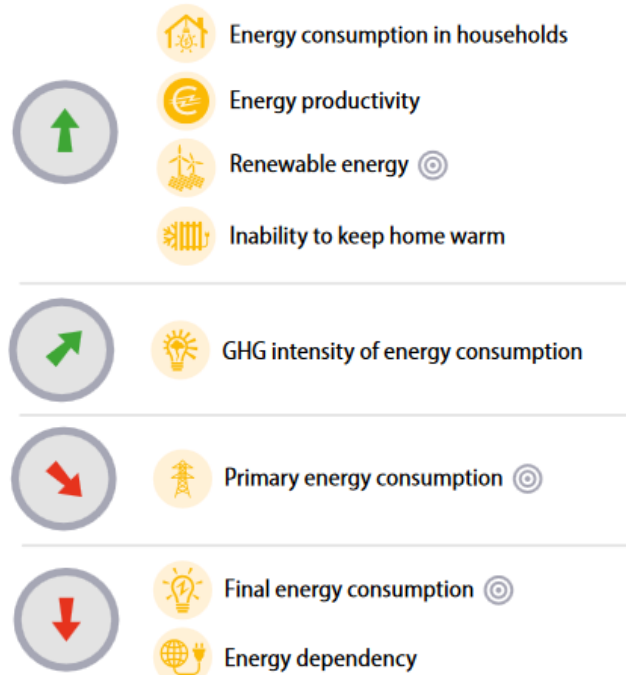 Energy consumption in households
Energy productivity
Renewable energy
Inability to keep home warm
GHG intensity of energy consumption
Primary energy consumption
Final energy consumption
Energy dependency